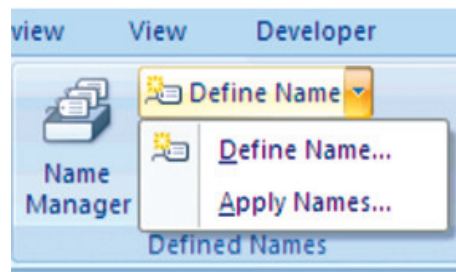 view View Developer
Define Name
Define Name...
Name
Manager
Apply Names...
Defined Names